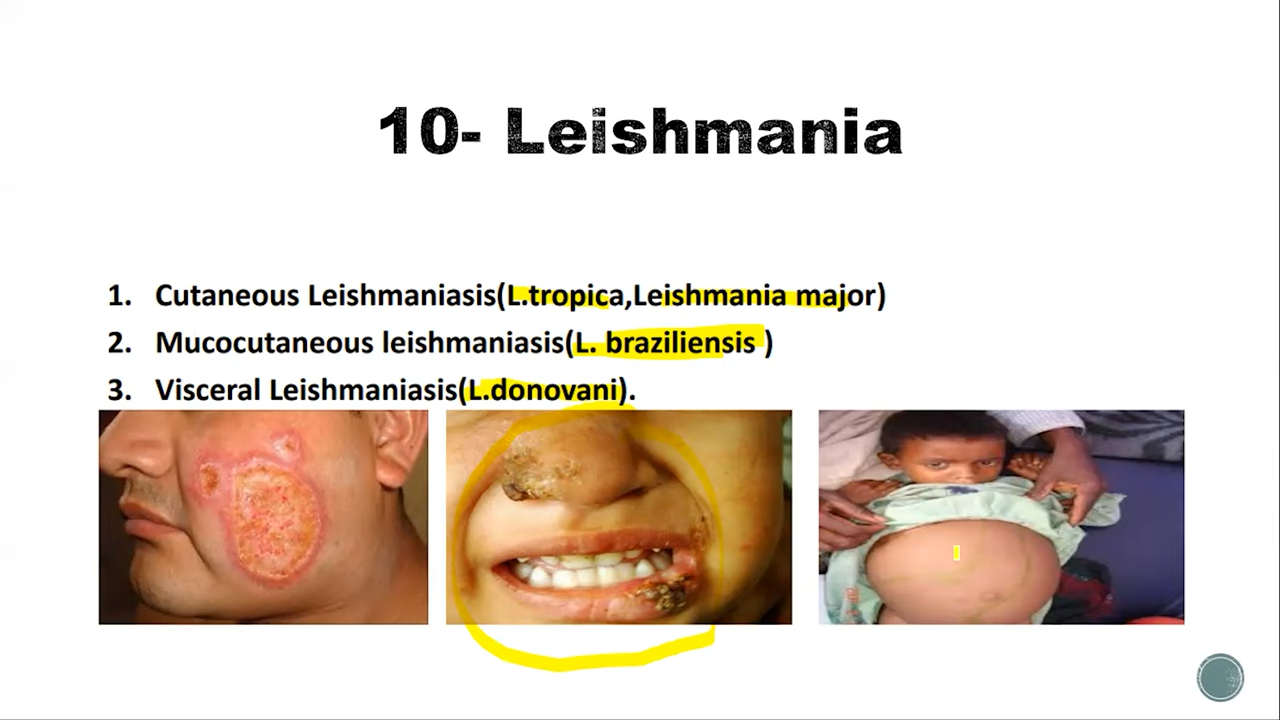 10- Leishmania
1. Cutaneous Leishmaniasis(L.tropica,Leishmania major)
2. Mucocutaneous leishmaniasis(L. braziliensis )
3. Visceral Leishmaniasis(L.donovani).